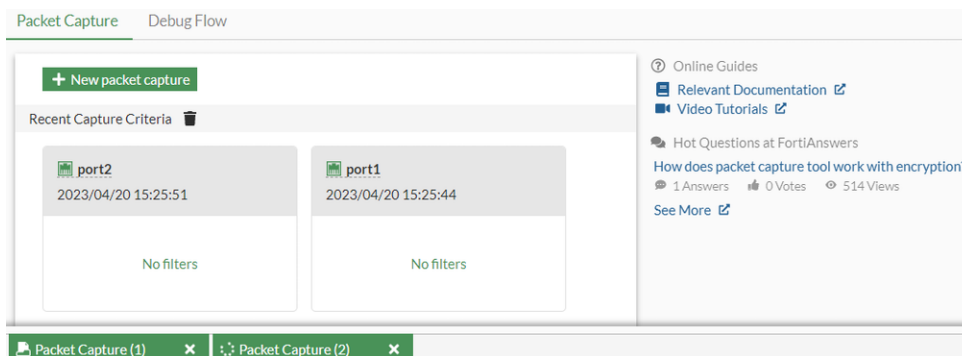 Packet Capture Debug Flow
+ New packet capture
Recent Capture Criteria
port2
2023/04/20 15:25:51
No filters
port1
2023/04/20 15:25:44
No filters
Online Guides
Relevant Documentation
Video Tutorials
Hot Questions at FortiAnswers
How does packet capture tool work with encryption?
1 Answers 0 Votes 514 Views
See More
Packet Capture (1) × Packet Capture (2) ×